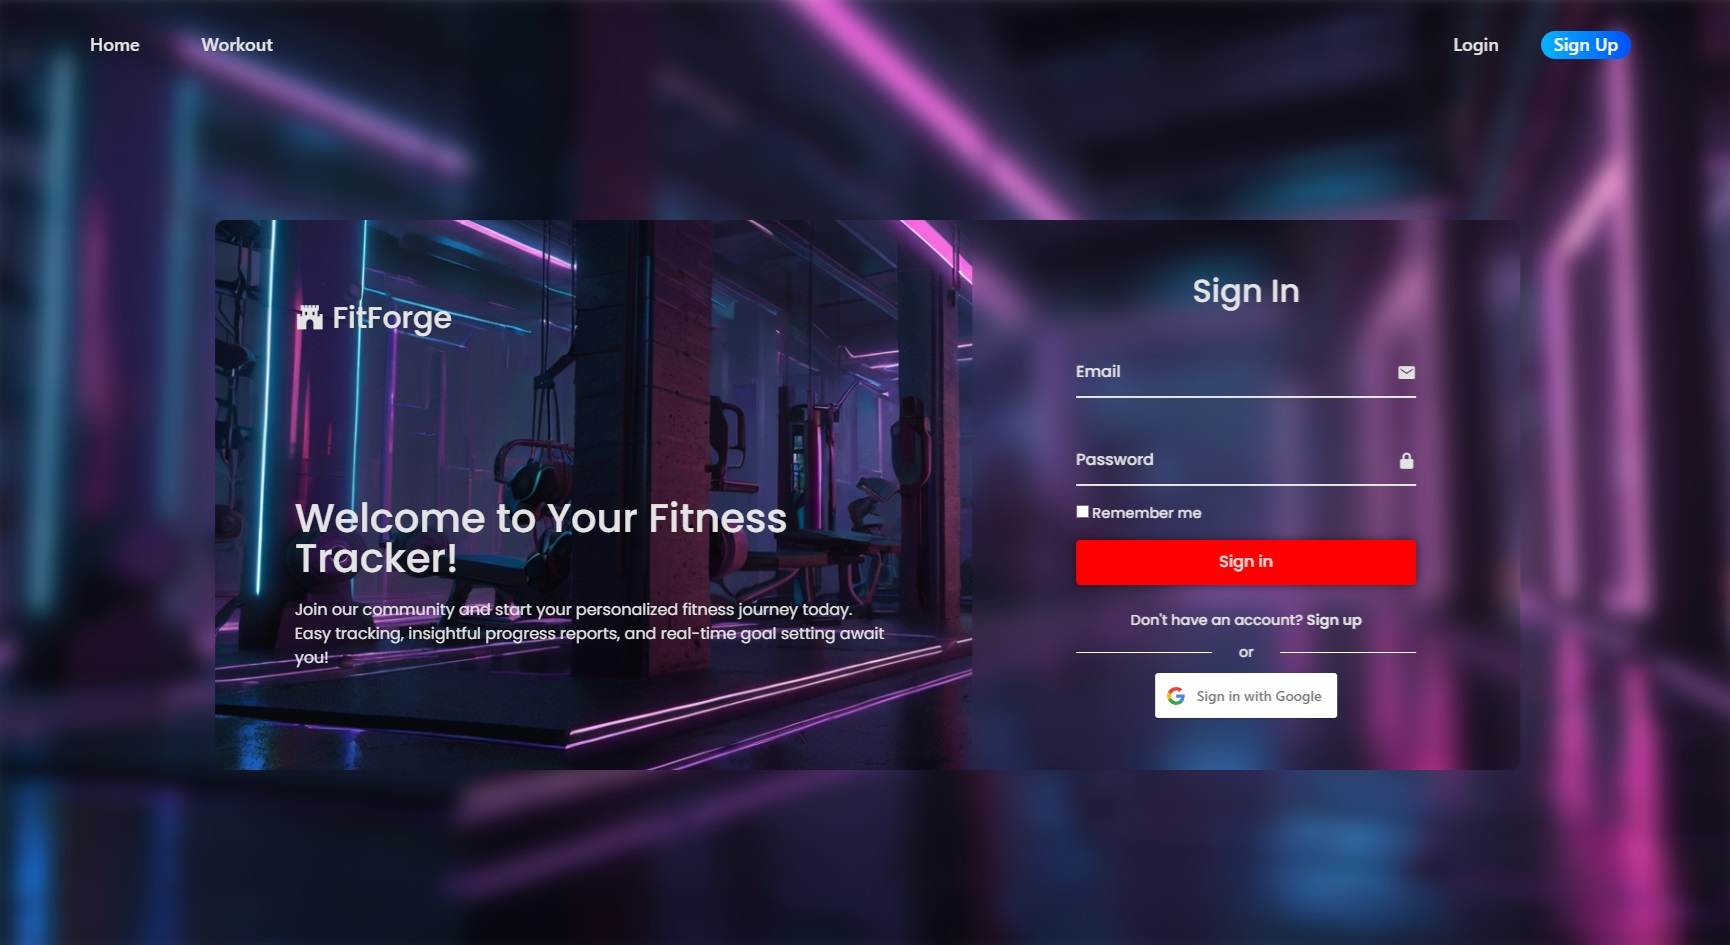 Home
Workout
Login
Sign Up
FitForge
Welcome to Your Fitness
Tracker!
Join our community and start your personalized fitness journey today.
Easy tracking, insightful progress reports, and real-time goal setting await
you!
Sign In
Email
Password
Remember me
Sign in
Don't have an account? Sign up
or
Sign in with Google